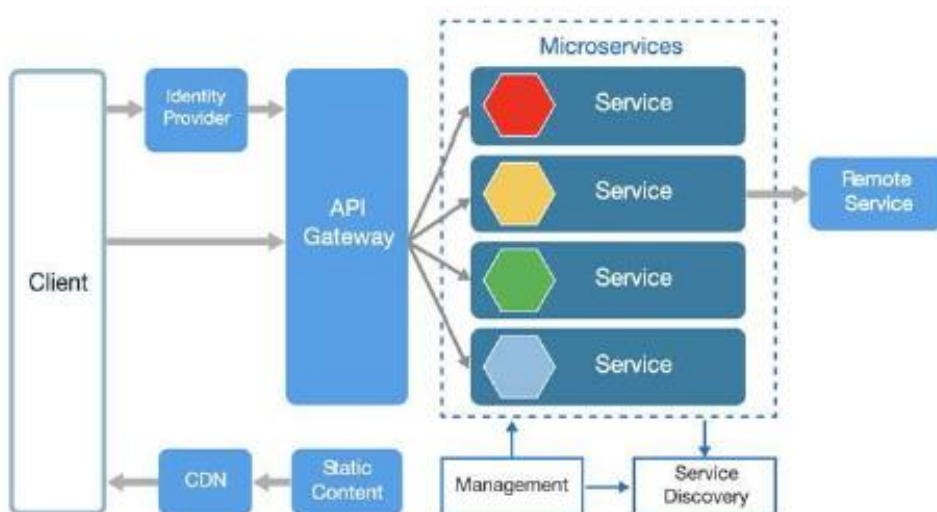 Microservices
Identity
Provider
Service
API
Gateway
Service
Remote
Service
Client
Service
Service
CDN
Static
Content
Management
Service
Discovery